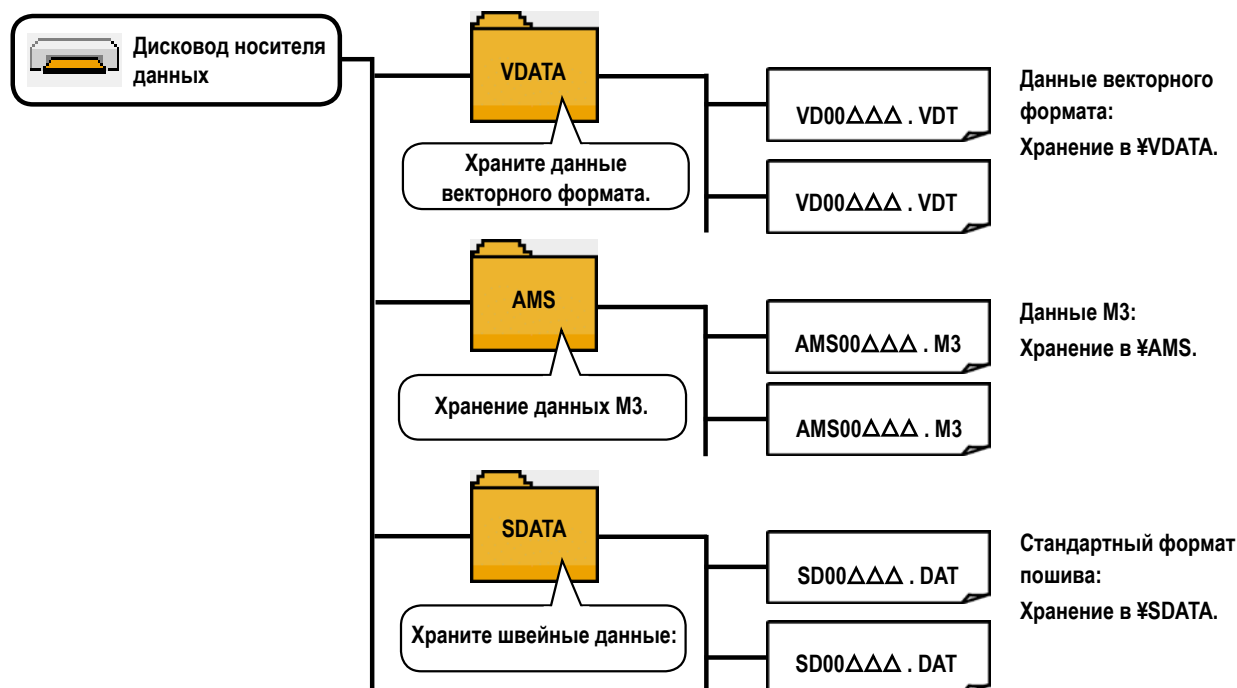 Дисковод носителя
данных
VDATA
Храните данные
векторного формата.
VD00△△△ . VDT
VD00△△△ . VDT
Данные векторного
формата:
Хранение в ¥VDATA.
AMS
Хранение данных М3.
AMS00△△△ . M3
AMS00△△△ . M3
Данные М3:
Хранение в ¥AMS.
SDATA
Храните швейные данные:
SD00△△△ . DAT
SD00△△△ . DAT
Стандартный формат
пошива:
Хранение в ¥SDATA.